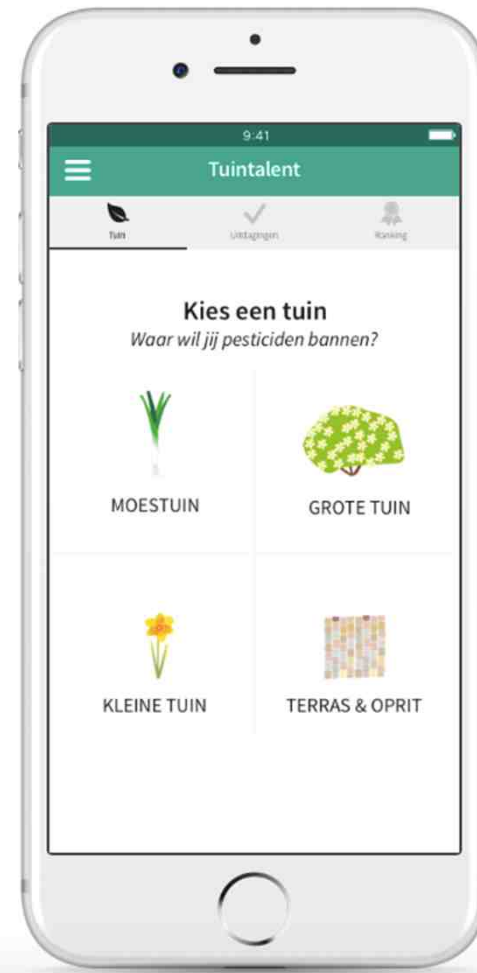 9:41
Tuintalent
Tuin
Uitdagingen
Ranking
Kies een tuin
Waar wil jij pesticiden bannen?
MOESTUIN
GROTE TUIN
KLEINE TUIN
TERRAS & OPRIT